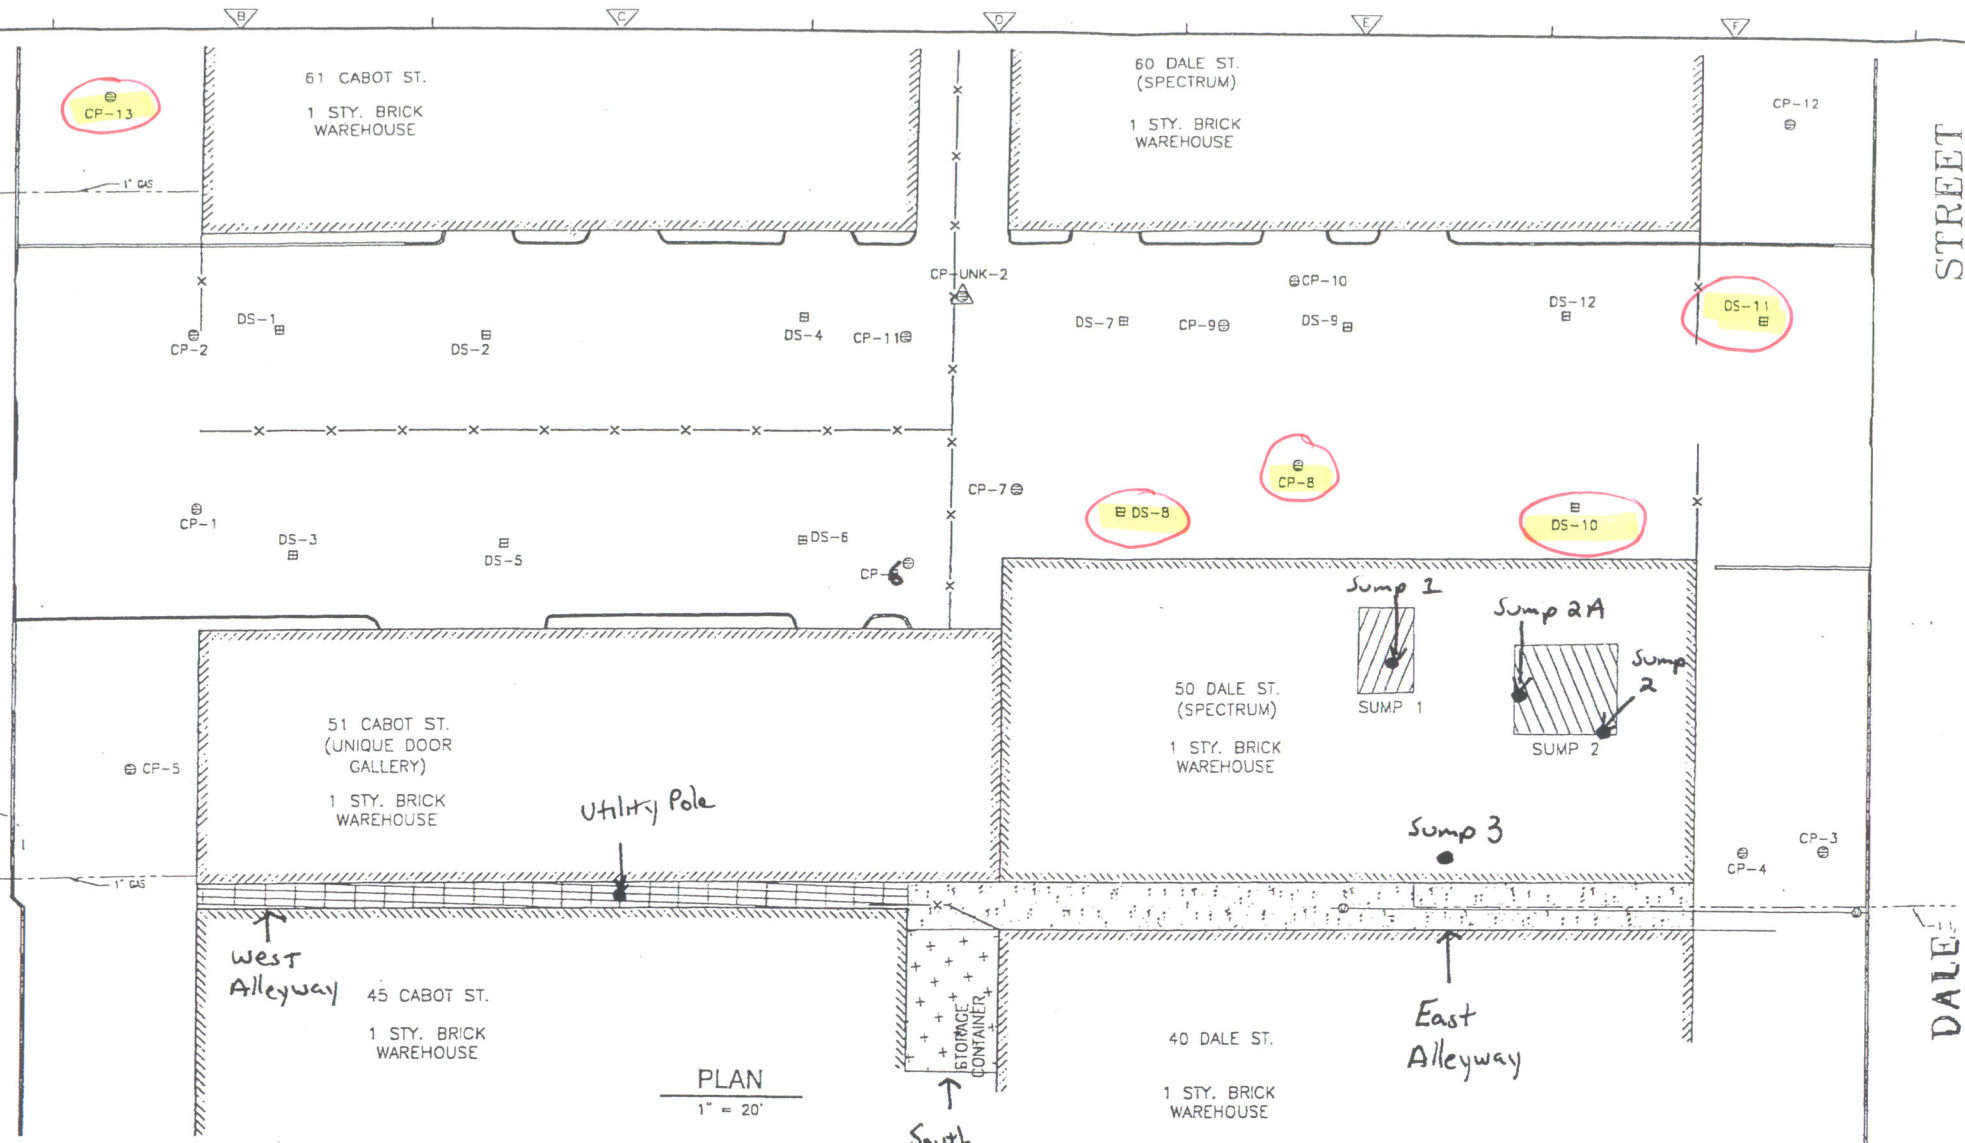 B
C
D
E
F
61 CABOT ST.
1 STY. BRICK
WAREHOUSE
60 DALE ST.
(SPECTRUM)
1 STY. BRICK
WAREHOUSE
CP-13
CP-12
STREET
1" GAS
CP-UNK-2
CP-10
DS-1
CP-2
DS-2
DS-4
CP-11
DS-7
CP-9
DS-9
DS-12
DS-11
CP-7
CP-8
DS-8
DS-10
CP-1
DS-3
DS-5
DS-6
CP-6
Sump 1
Sump 2A
Sump
2
SUMP 1
SUMP 2
50 DALE ST.
(SPECTRUM)
1 STY. BRICK
WAREHOUSE
51 CABOT ST.
(UNIQUE DOOR
GALLERY)
1 STY. BRICK
WAREHOUSE
CP-5
Utility Pole
Sump 3
CP-3
CP-4
1" GAS
West
Alleyway
45 CABOT ST.
1 STY. BRICK
WAREHOUSE
STORAGE
CONTAINER
East
Alleyway
40 DALE ST.
1 STY. BRICK
WAREHOUSE
DALE
PLAN
1" = 20'
South